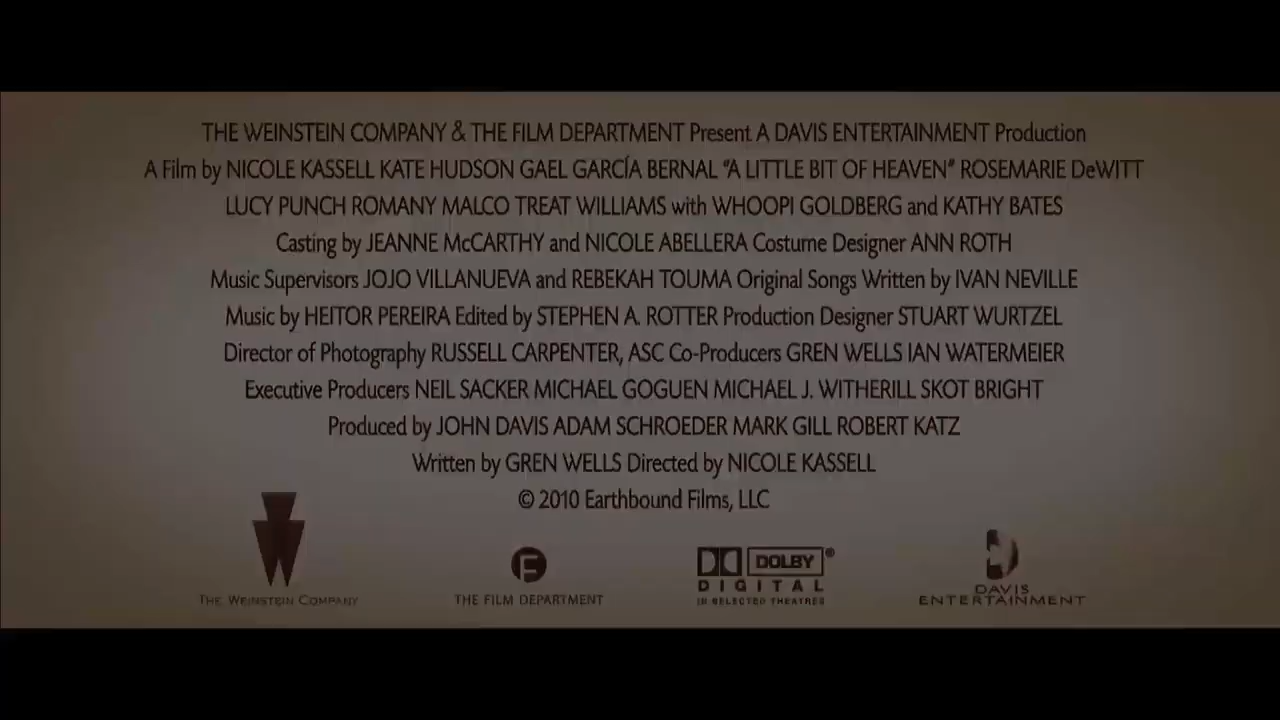 THE WEINSTEIN COMPANY & THE FILM DEPARTMENT Present A DAVIS ENTERTAINMENT Production
A Film by NICOLE KASSELL KATE HUDSON GAEL GARCÍA BERNAL "A LITTLE BIT OF HEAVEN" ROSEMARIE DeWITT
LUCY PUNCH ROMANY MALCO TREAT WILLIAMS with WHOOPI GOLDBERG and KATHY BATES
Casting by JEANNE McCARTHY and NICOLE ABELLERA Costume Designer ANN ROTH
Music Supervisors JOJO VILLANUEVA and REBEKAH TOUMA Original Songs Written by IVAN NEVILLE
Music by HEITOR PEREIRA Edited by STEPHEN A. ROTTER Production Designer STUART WURTZEL
Director of Photography RUSSELL CARPENTER, ASC Co-Producers GREN WELLS IAN WATERMEIER
Executive Producers NEIL SACKER MICHAEL GOGUEN MICHAEL J. WITHERILL SKOT BRIGHT
Produced by JOHN DAVIS ADAM SCHROEDER MARK GILL ROBERT KATZ
Written by GREN WELLS Directed by NICOLE KASSELL
© 2010 Earthbound Films, LLC
THE WEINSTEIN COMPANY
THE FILM DEPARTMENT
DOLBY®
DIGITAL
IN SELECTED THEATRES
DAVIS
ENTERTAINMENT